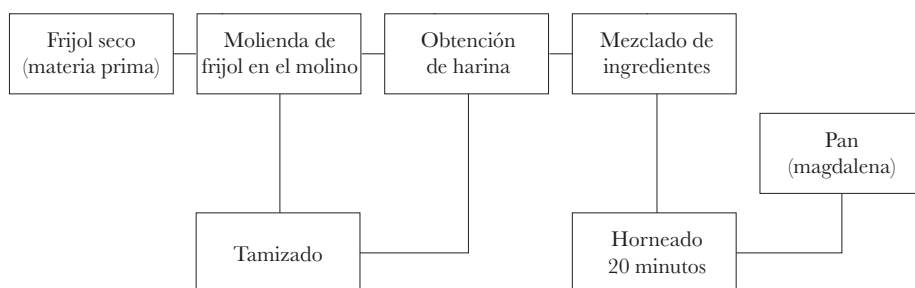 Frijol seco
(materia prima)
Molienda de
frijol en el molino
Obtención
de harina
Mezclado de
ingredientes
Pan
(magdalena)
Tamizado
Horneado
20 minutos